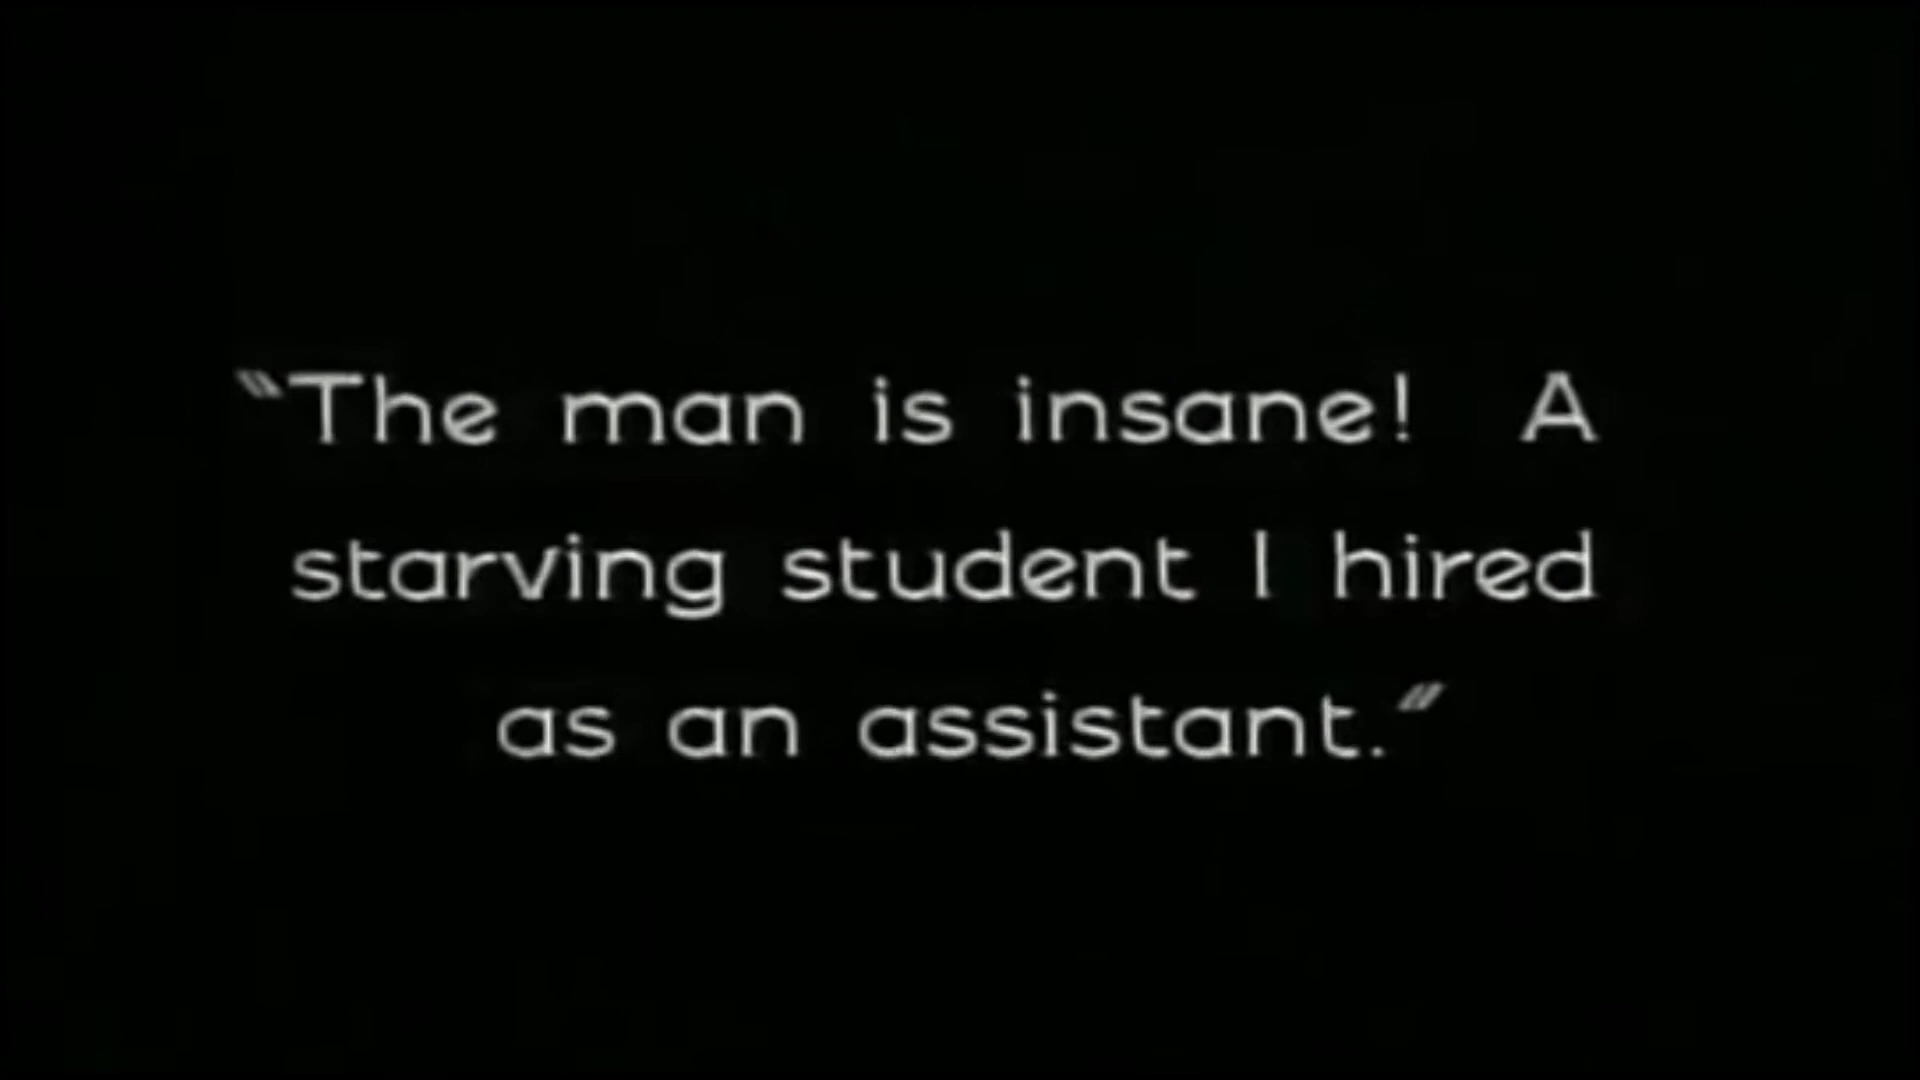 “The man is insane! A
starving student I hired
as an assistant.”